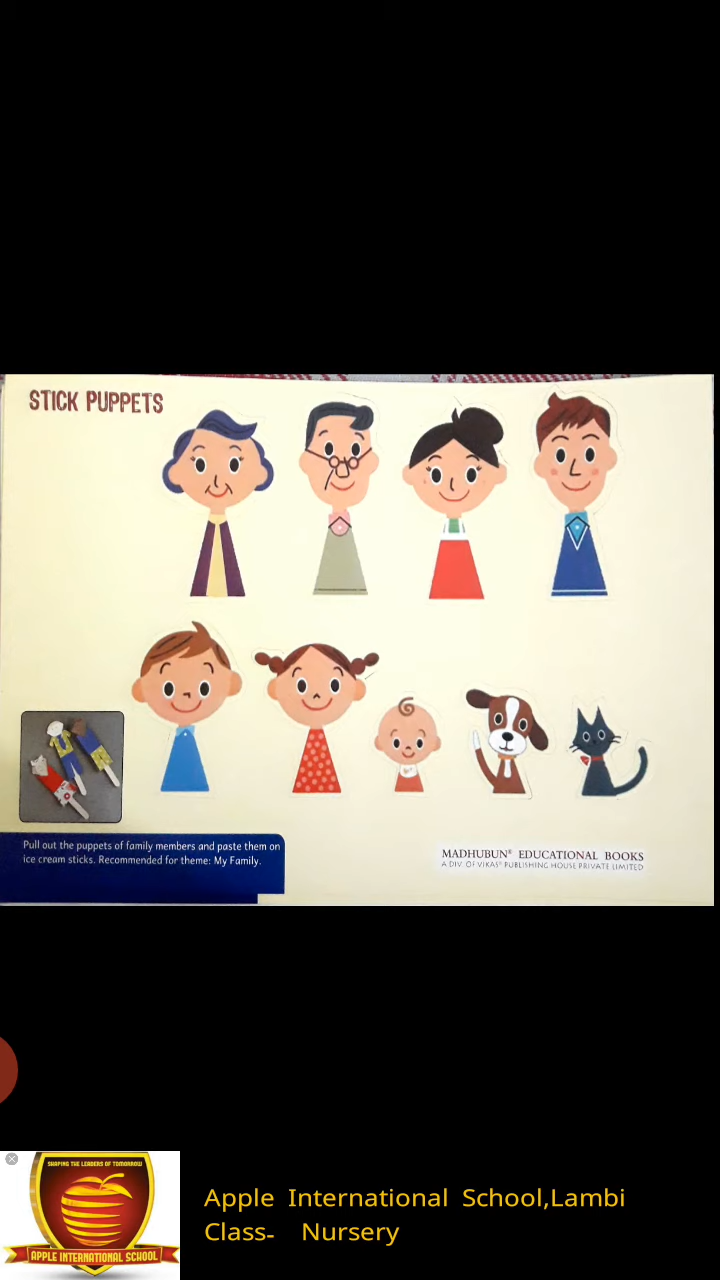 STICK PUPPETS
Pull out the puppets of family members and paste them on
ice cream sticks. Recommended for theme: My Family.
MADHUBUN® EDUCATIONAL BOOKS
A DIV. OF VIKAS® PUBLISHING HOUSE PRIVATE LIMITED
SHAPING THE LEADERS OF TOMORROW
APPLE INTERNATIONAL SCHOOL
Apple International School,Lambi
Class- Nursery